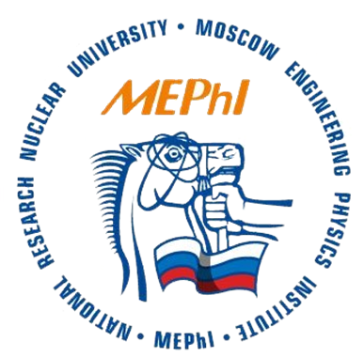 NATIONAL RESEARCH NUCLEAR UNIVERSITY • MOSCOW ENGINEERING PHYSICS INSTITUTE • MEPhI •
MEPhI